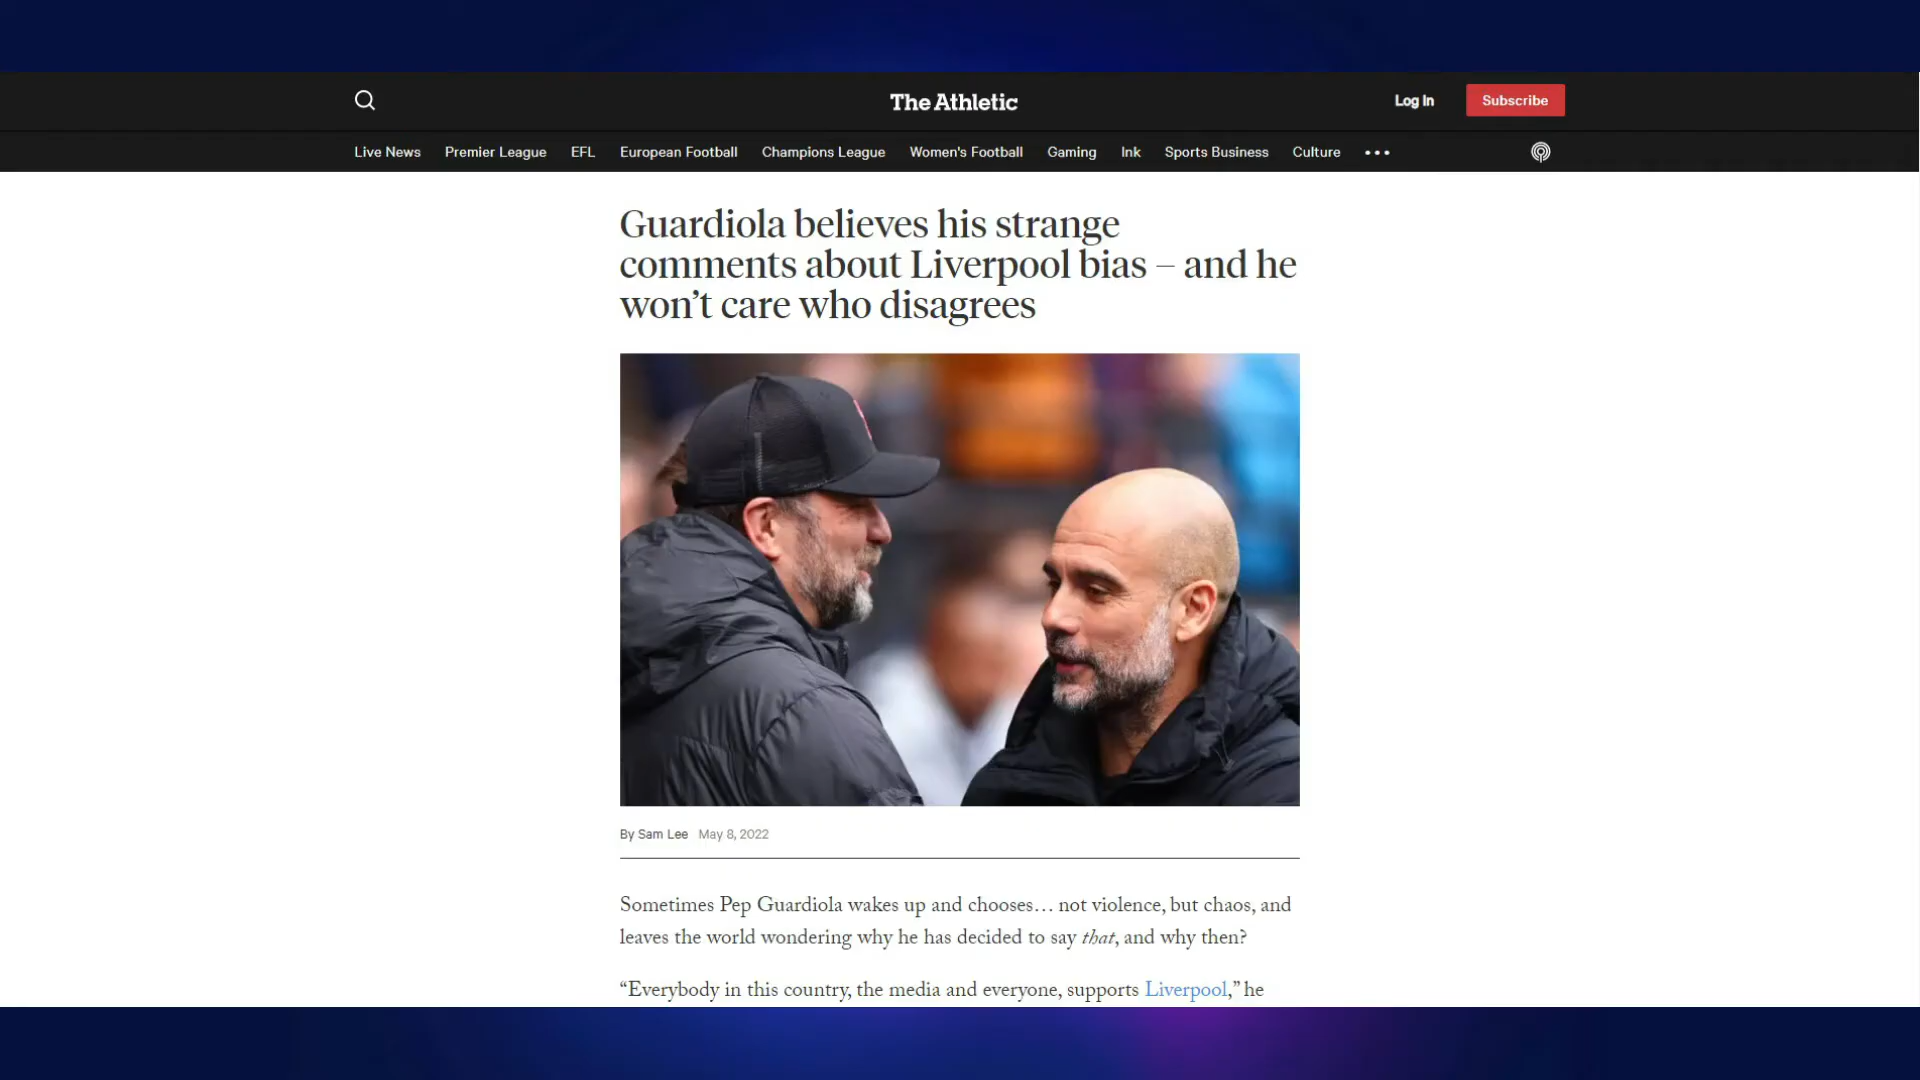 The Athletic
Log In
Subscribe
Live News Premier League EFL European Football Champions League Women's Football Gaming Ink Sports Business Culture •••
Guardiola believes his strange
comments about Liverpool bias – and he
won't care who disagrees
By Sam Lee May 8, 2022
Sometimes Pep Guardiola wakes up and chooses… not violence, but chaos, and
leaves the world wondering why he has decided to say that, and why then?
“Everybody in this country, the media and everyone, supports Liverpool,” he